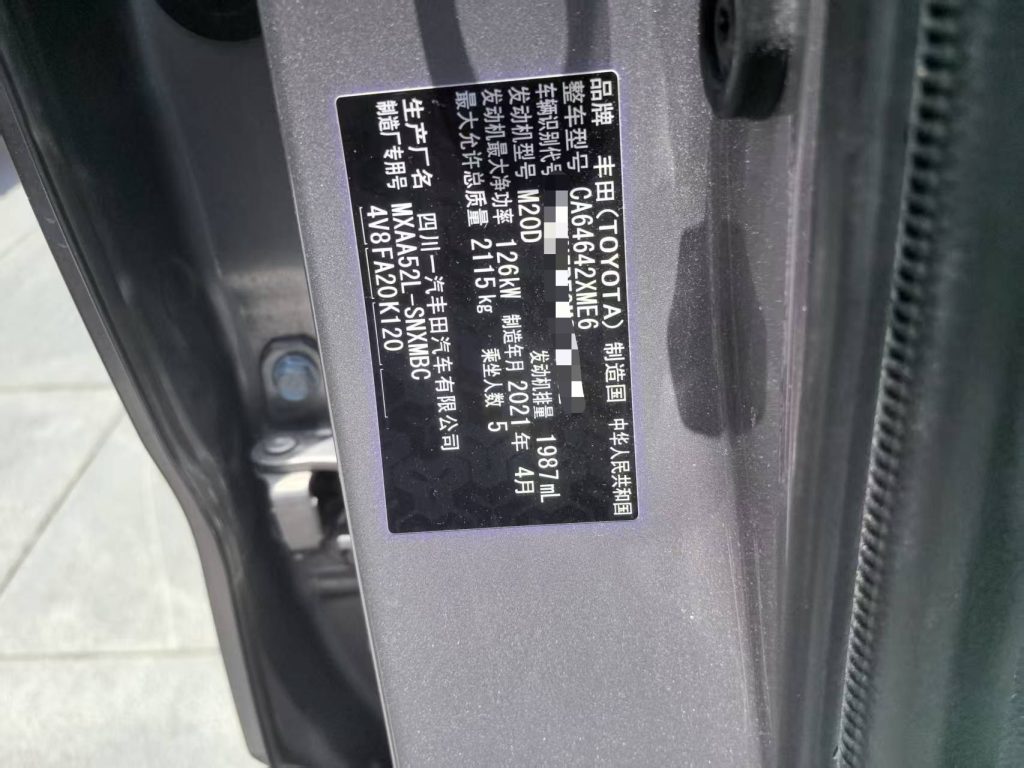 品牌 丰田(TOYOTA) 制造国 中华人民共和国
整车型号 CA64642XME6
车辆识别代号
发动机型号 M20D 发动机排量 1987mL
发动机最大净功率 126kW 制造年月 2021年 4月
最大允许总质量 2115kg 乘坐人数 5
生产厂名 四川一汽丰田汽车有限公司
制造厂专用号 MXAA52L-SNXMBC
4V8FA20K120